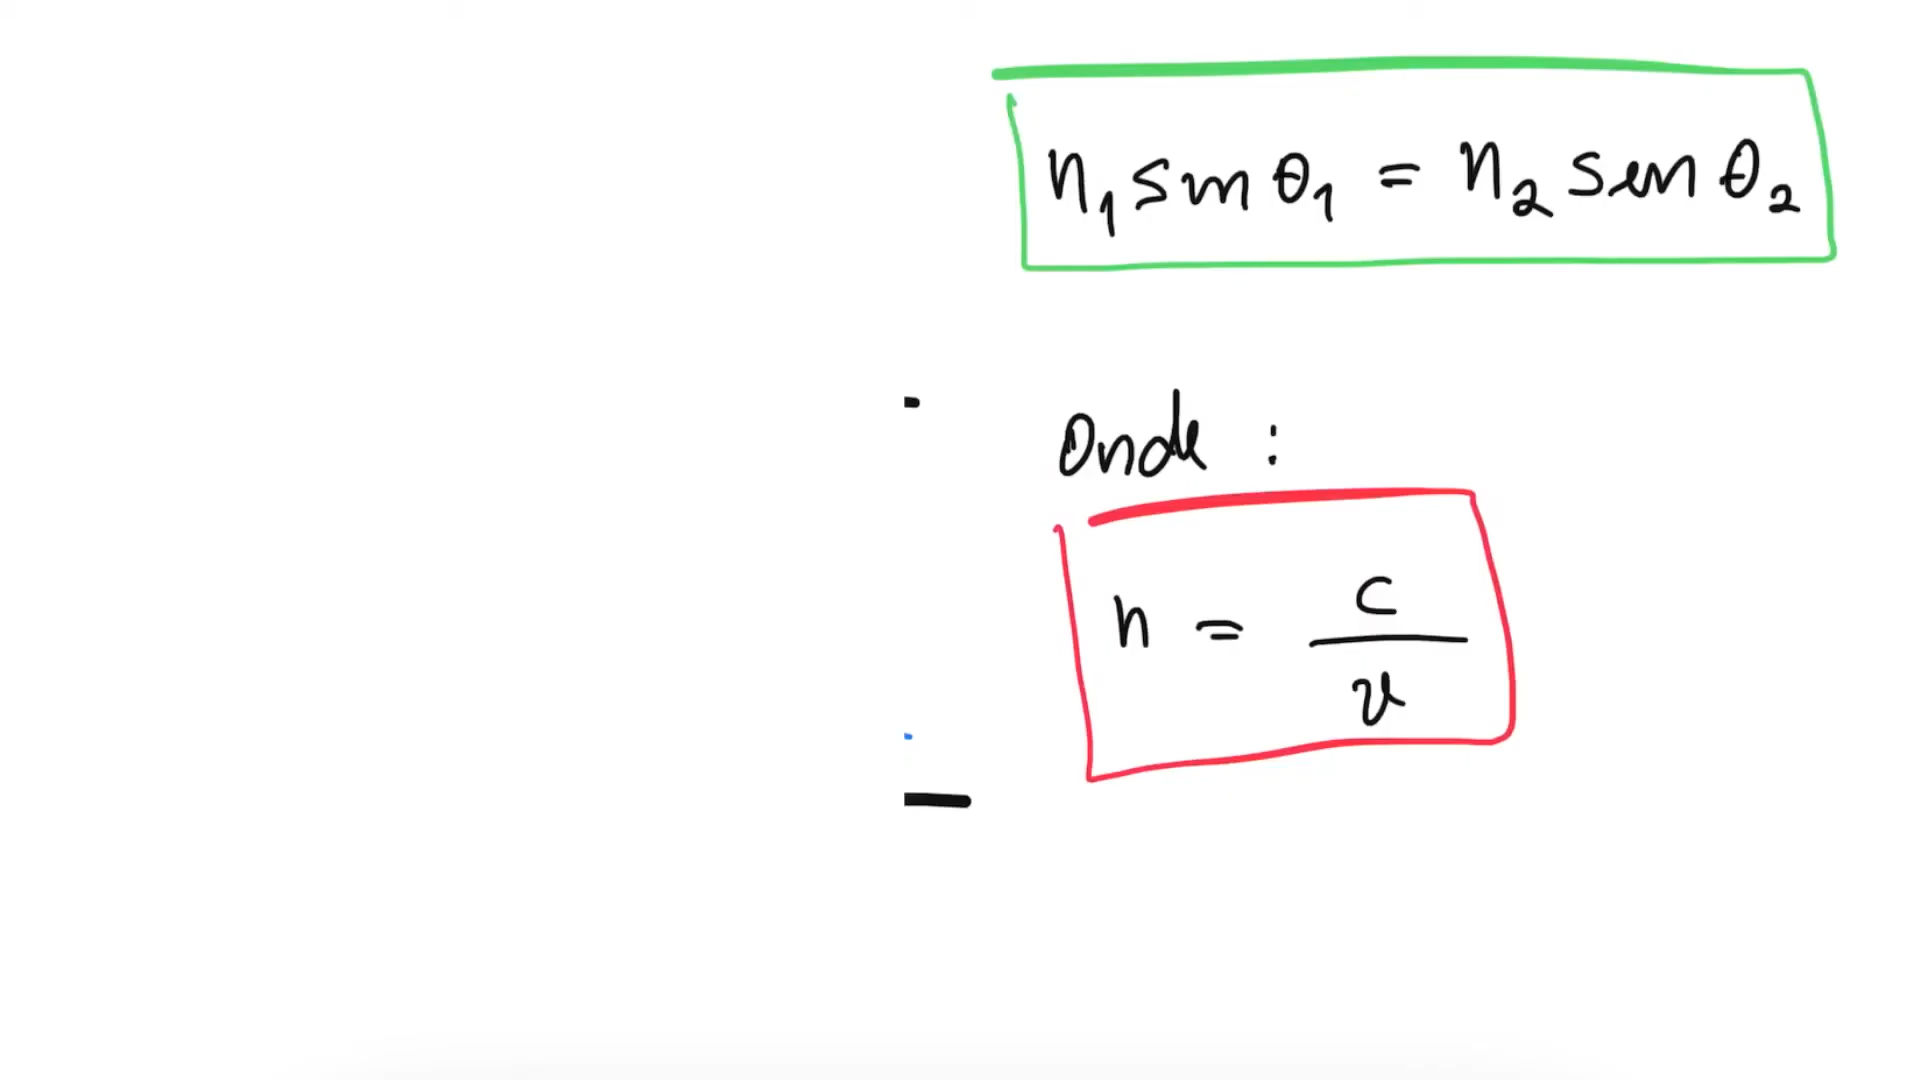 n₁ sen θ₁ = n₂ sen θ₂
Onde :
n = c
v